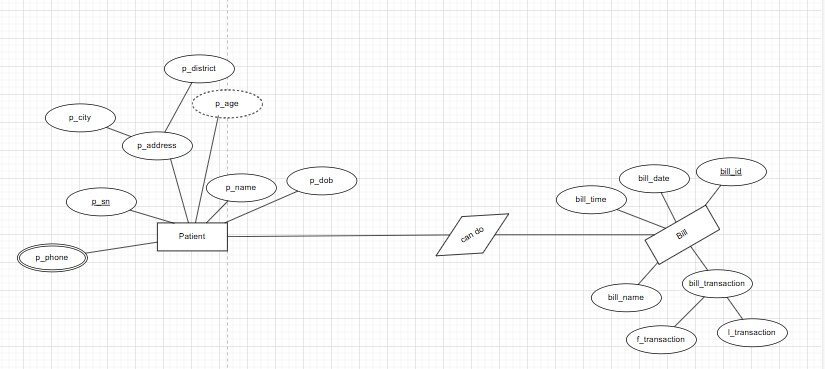 p_district
p_age
p_city
p_address
p_name
p_dob
p_sn
Patient
p_phone
can do
bill_id
bill_date
bill_time
Bill
bill_transaction
bill_name
f_transaction
l_transaction